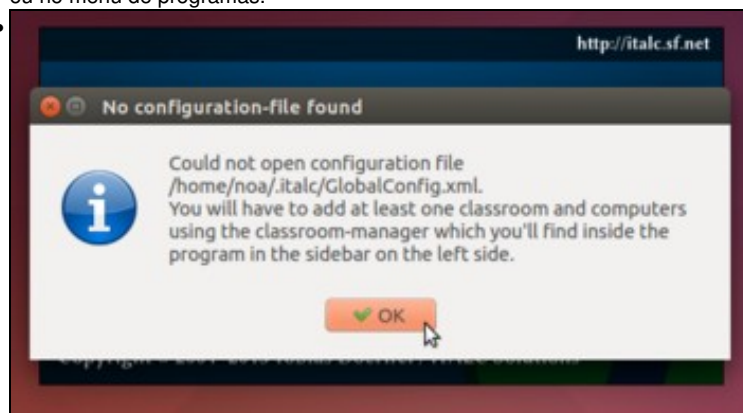 ou no menu de programas.
http://italc.sf.net
No configuration-file found
Could not open configuration file
/home/noa/.italc/GlobalConfig.xml.
You will have to add at least one classroom and computers
using the classroom-manager which you'll find inside the
program in the sidebar on the left side.
OK